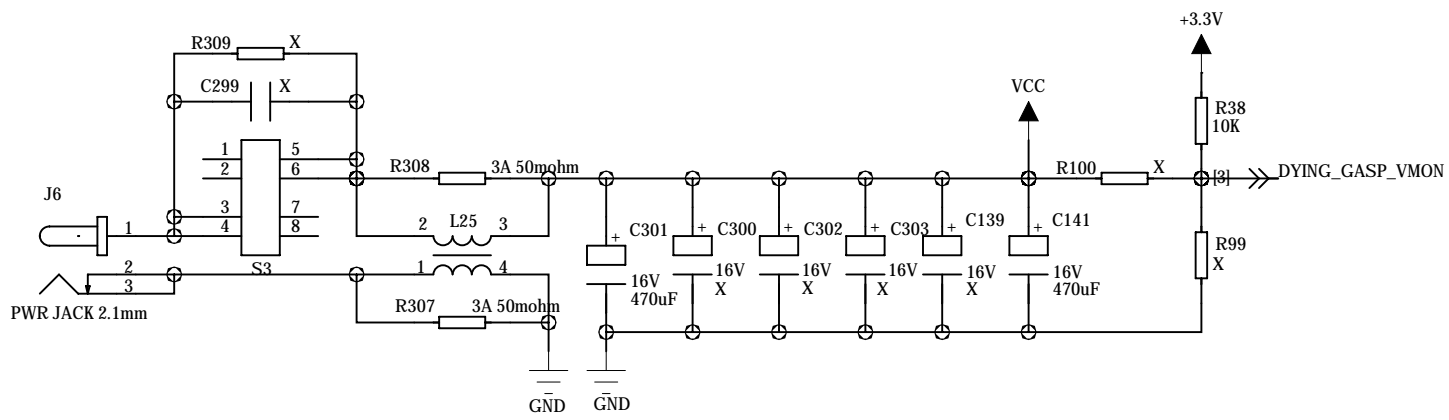 +3.3V
R309 X
C299 X
VCC
R38
10K
1 5
2 6
R308 3A 50mohm
R100 X
[3] DYING_GASP_VMON
J6
3 7
4 8
1
2 L25 3
C301 C300 C302 C303 C139 C141
S3
2
3
1 4
R99
X
16V
470uF
16V
X
16V
X
16V
X
16V
X
16V
470uF
PWR JACK 2.1mm
R307 3A 50mohm
+ + + + + +
GND GND